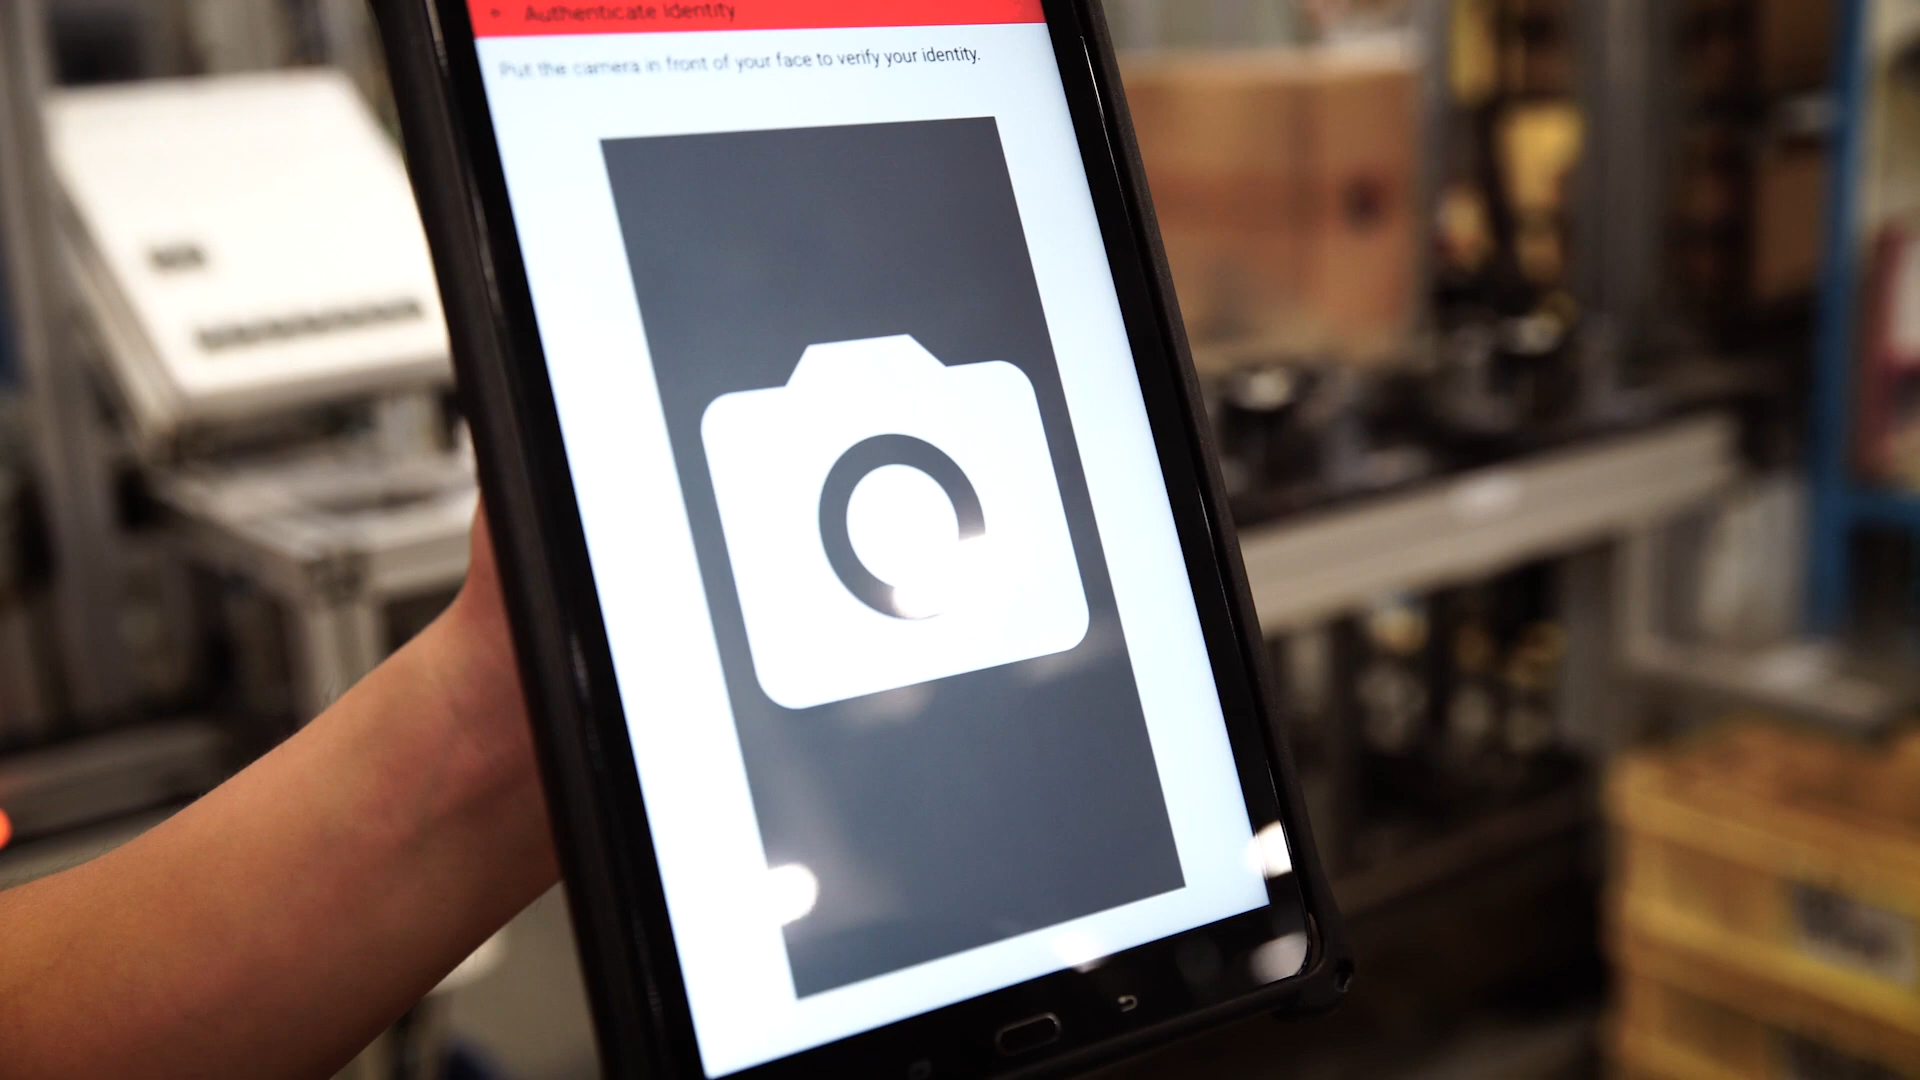 Authenticate Identity
Put the camera in front of your face to verify your identity.